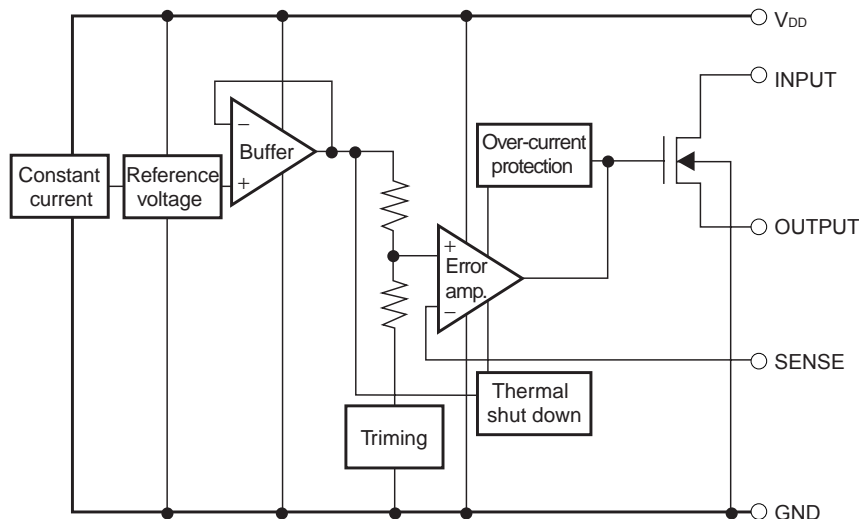 VDD
INPUT
−
Buffer
+
Over-current
protection
Constant
current
Reference
voltage
OUTPUT
+
Error
amp.
−
SENSE
Thermal
shut down
Triming
GND